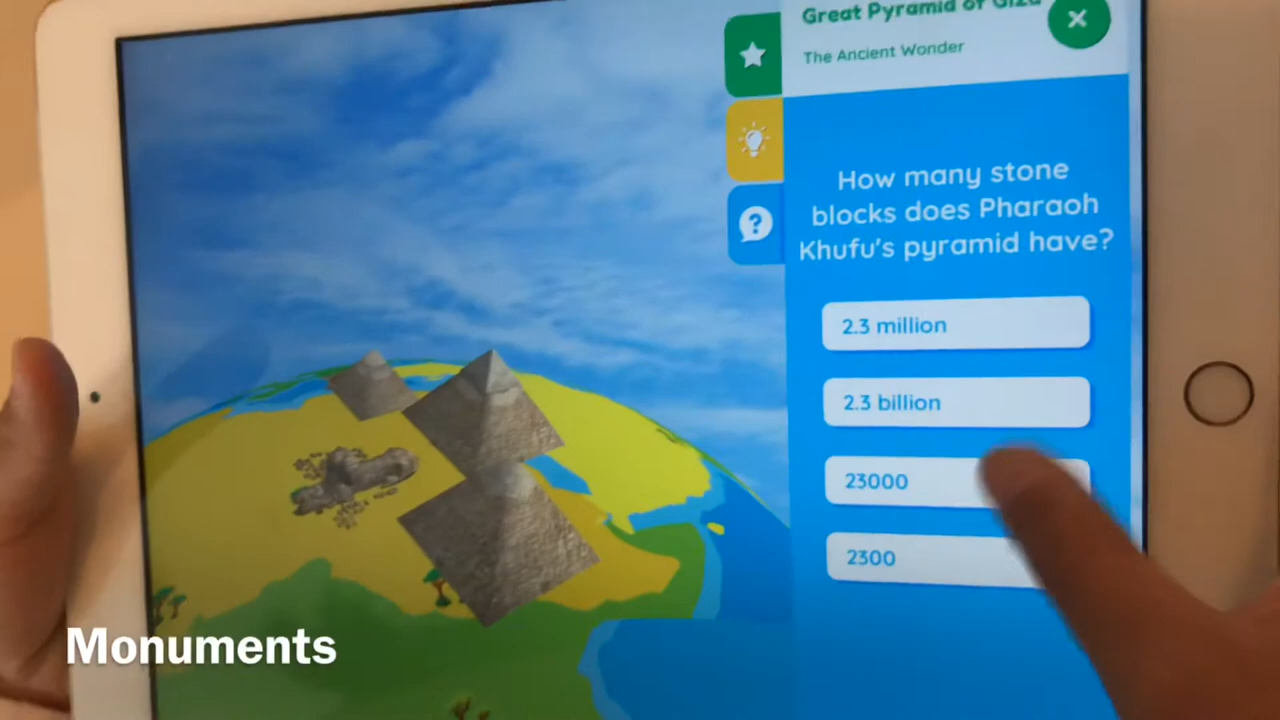 Great Pyramid of Giza
The Ancient Wonder
How many stone
blocks does Pharaoh
Khufu's pyramid have?
2.3 million
2.3 billion
23000
2300
Monuments